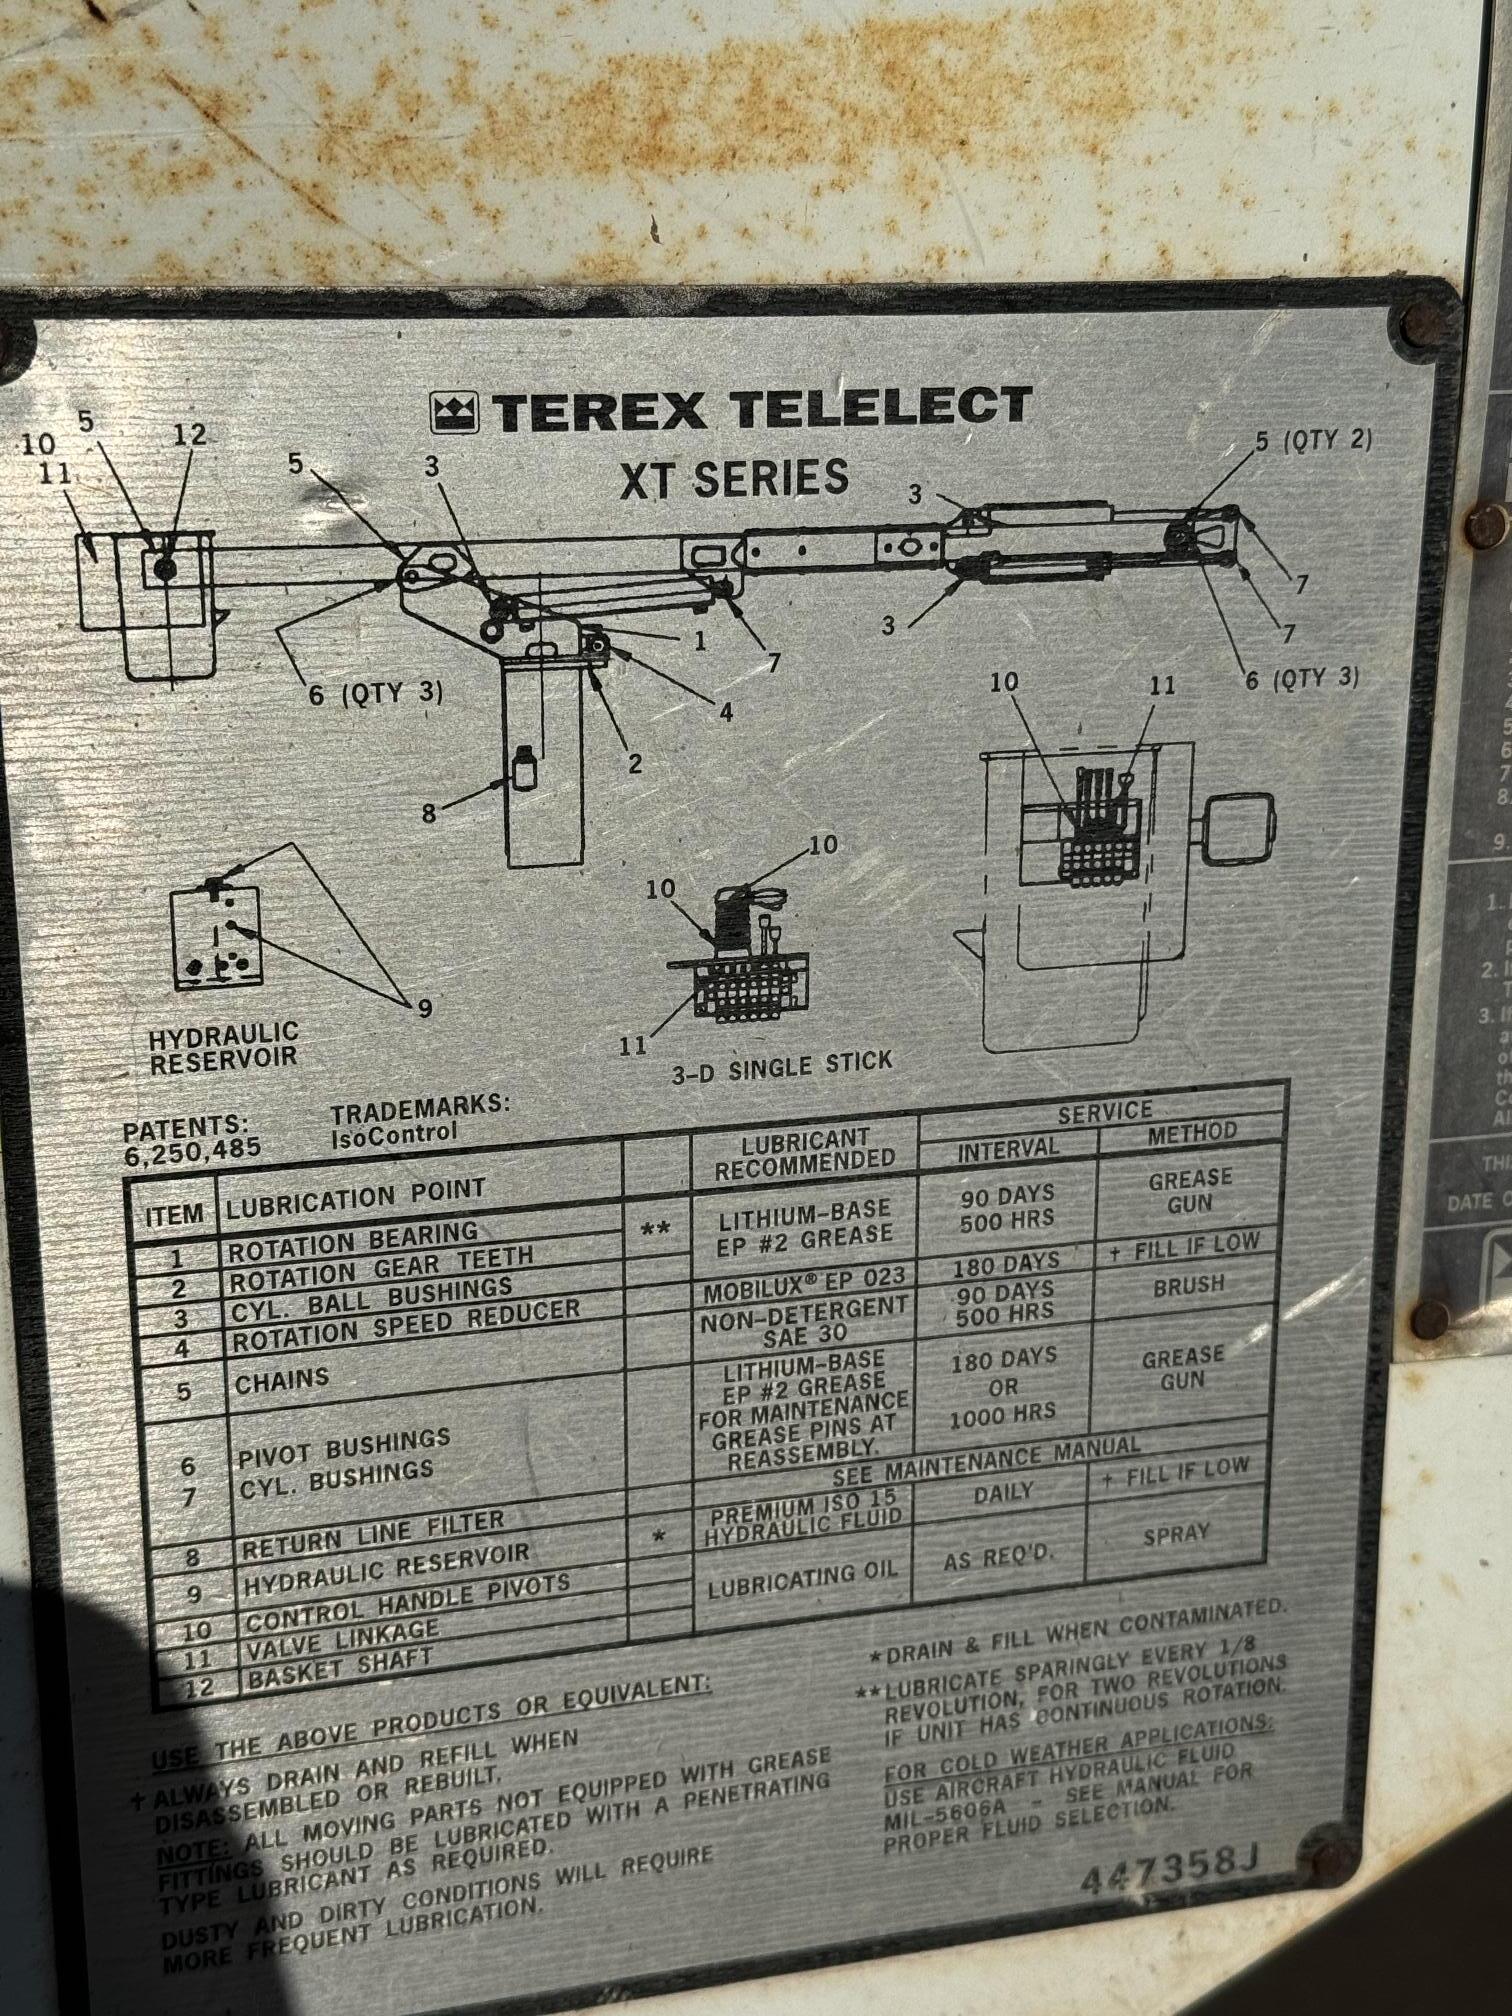 TEREX TELELECT
XT SERIES
10
5
11
12
5
3
3
5 (QTY 2)
7
3
7
6 (QTY 3)
1
7
6 (QTY 3)
4
2
8
10
11
10
10
9
11
HYDRAULIC
RESERVOIR
3-D SINGLE STICK
PATENTS:
6,250,485
TRADEMARKS:
IsoControl
ITEM LUBRICATION POINT LUBRICANT RECOMMENDED SERVICE
INTERVAL METHOD
1 ROTATION BEARING ** LITHIUM-BASE EP #2 GREASE 90 DAYS 500 HRS GREASE GUN
2 ROTATION GEAR TEETH
3 CYL. BALL BUSHINGS
4 ROTATION SPEED REDUCER MOBILUX® EP 023 180 DAYS + FILL IF LOW
5 CHAINS NON-DETERGENT SAE 30 90 DAYS 500 HRS BRUSH
6 PIVOT BUSHINGS LITHIUM-BASE EP #2 GREASE FOR MAINTENANCE GREASE PINS AT REASSEMBLY. 180 DAYS OR 1000 HRS GREASE GUN
7 CYL. BUSHINGS
8 RETURN LINE FILTER SEE MAINTENANCE MANUAL
9 HYDRAULIC RESERVOIR * PREMIUM ISO 15 HYDRAULIC FLUID DAILY + FILL IF LOW
10 CONTROL HANDLE PIVOTS LUBRICATING OIL AS REQ'D. SPRAY
11 VALVE LINKAGE
12 BASKET SHAFT
USE THE ABOVE PRODUCTS OR EQUIVALENT:
+ ALWAYS DRAIN AND REFILL WHEN
DISASSEMBLED OR REBUILT.
NOTE: ALL MOVING PARTS NOT EQUIPPED WITH GREASE
FITTINGS SHOULD BE LUBRICATED WITH A PENETRATING
TYPE LUBRICANT AS REQUIRED.
DUSTY AND DIRTY CONDITIONS WILL REQUIRE
MORE FREQUENT LUBRICATION.
*DRAIN & FILL WHEN CONTAMINATED.
**LUBRICATE SPARINGLY EVERY 1/8
REVOLUTION, FOR TWO REVOLUTIONS
IF UNIT HAS CONTINUOUS ROTATION.
FOR COLD WEATHER APPLICATIONS:
USE AIRCRAFT HYDRAULIC FLUID
MIL-5606A - SEE MANUAL FOR
PROPER FLUID SELECTION.
447358J
5
6
7
8.
9.
1.
2.
3.
DATE